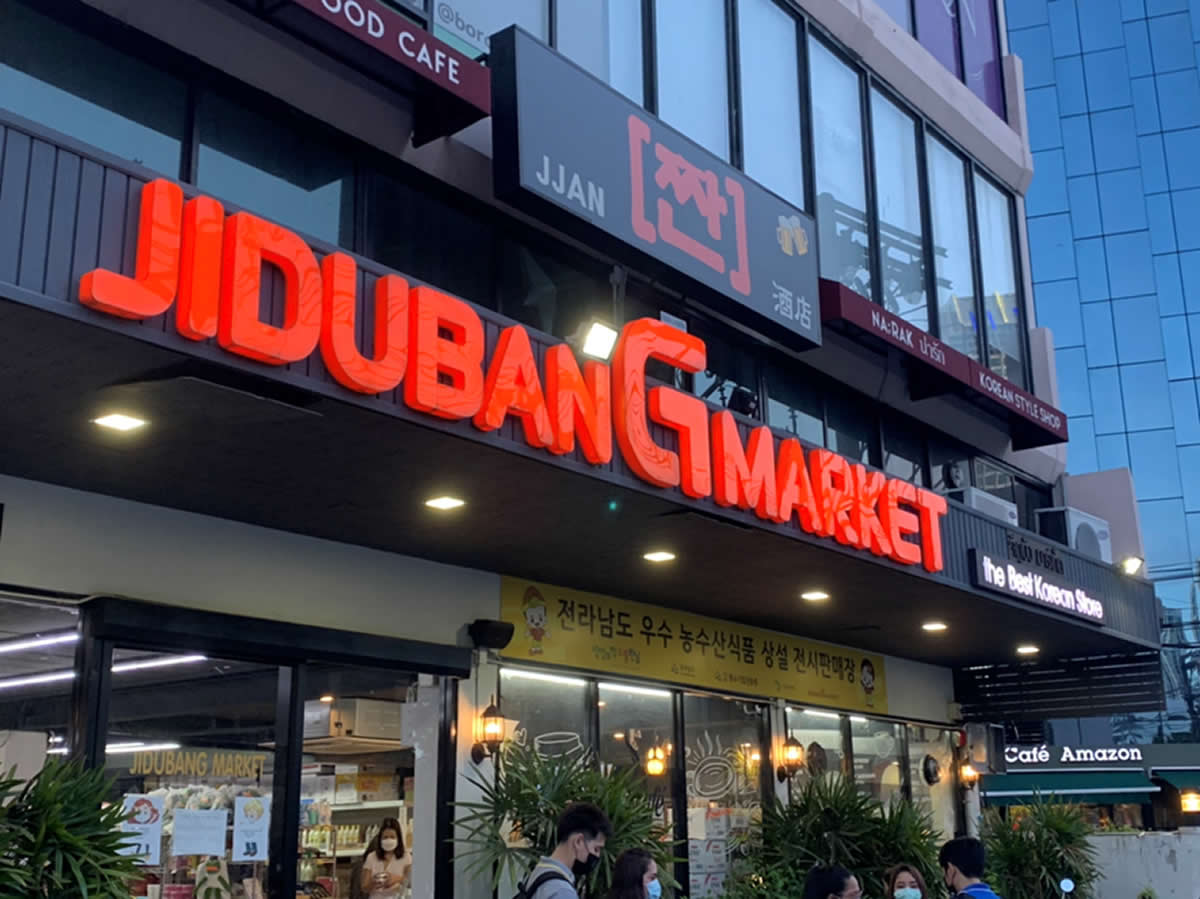 @bor
OOD CAFE
JJAN
[짠]
酒店
JIDUBANG MARKET
NA:RAK น่ารัก
KOREAN STYLE SHOP
the Best Korean Store
전라남도 우수 농수산식품 상설 전시판매장
JIDUBANG MARKET
Café Amazon